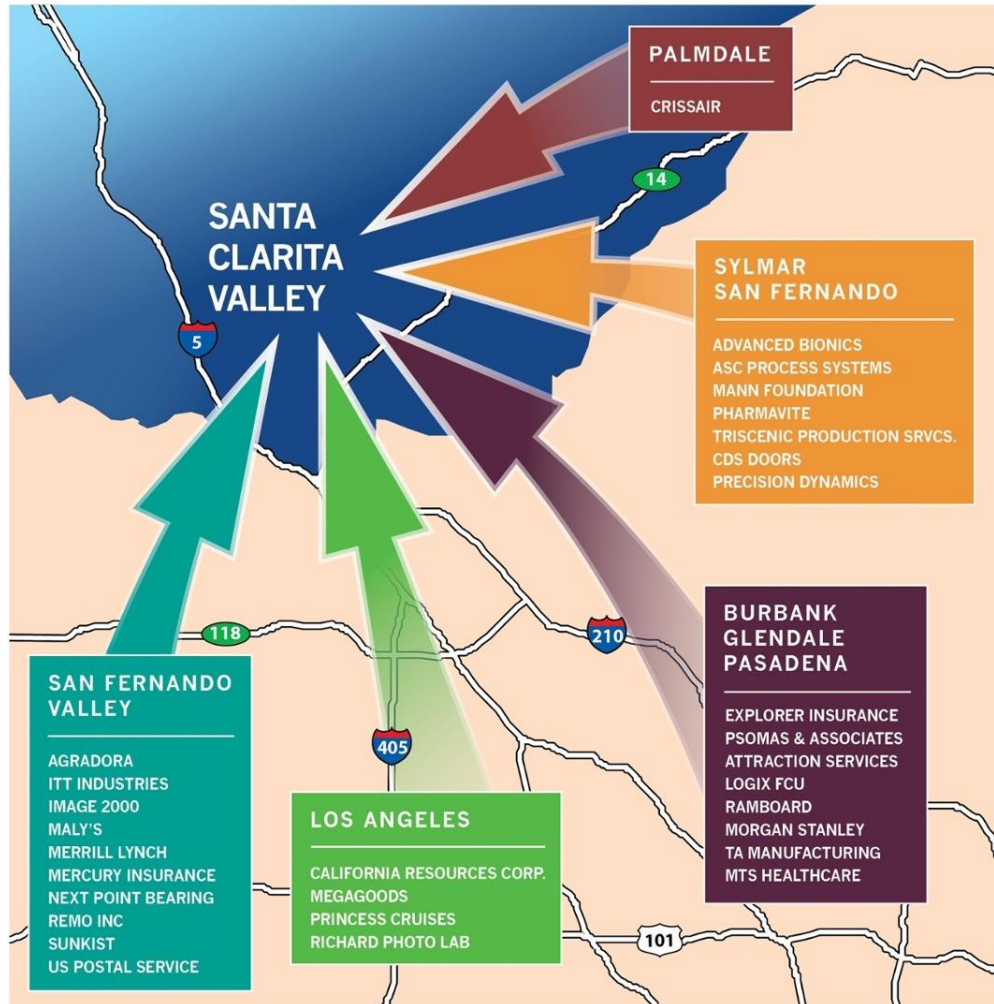 PALMDALE
CRISSAIR
14
SANTA
CLARITA
VALLEY
5
SYLMAR
SAN FERNANDO
ADVANCED BIONICS
ASC PROCESS SYSTEMS
MANN FOUNDATION
PHARMAVITE
TRISCENIC PRODUCTION SRVCS.
CDS DOORS
PRECISION DYNAMICS
118
210
BURBANK
GLENDALE
PASADENA
EXPLORER INSURANCE
PSOMAS & ASSOCIATES
ATTRACTION SERVICES
LOGIX FCU
RAMBOARD
MORGAN STANLEY
TA MANUFACTURING
MTS HEALTHCARE
SAN FERNANDO
VALLEY
AGRADORA
ITT INDUSTRIES
IMAGE 2000
MALY'S
MERRILL LYNCH
MERCURY INSURANCE
NEXT POINT BEARING
REMO INC
SUNKIST
US POSTAL SERVICE
405
LOS ANGELES
CALIFORNIA RESOURCES CORP.
MEGAGOODS
PRINCESS CRUISES
RICHARD PHOTO LAB
101